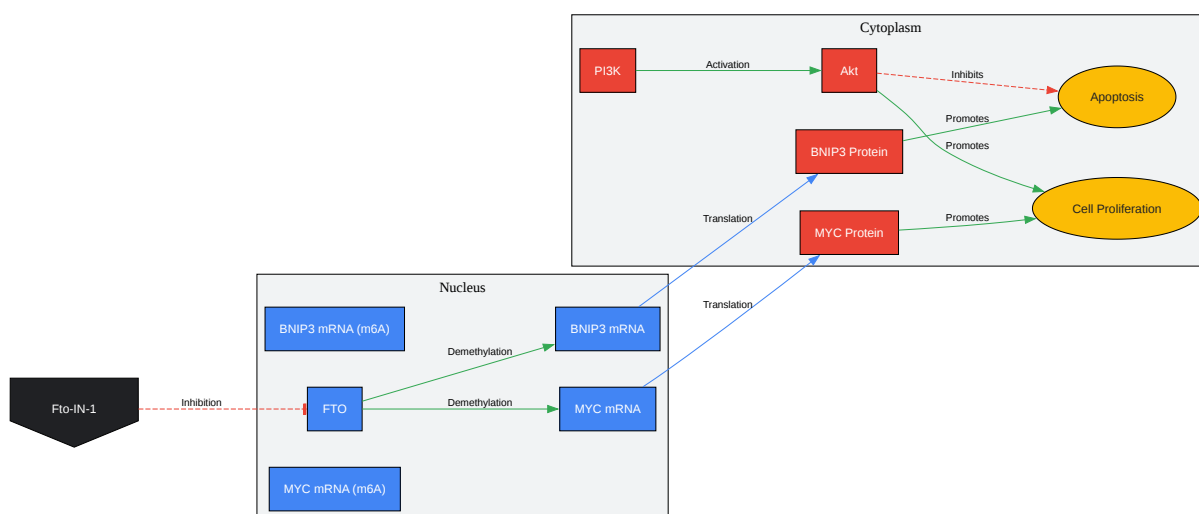 Cytoplasm
PI3K
Activation
Akt
Inhibits
Apoptosis
Promotes
BNIP3 Protein
Promotes
Cell Proliferation
Translation
MYC Protein
Promotes
Nucleus
Translation
BNIP3 mRNA (m6A)
BNIP3 mRNA
Demethylation
Fto-IN-1
Inhibition
FTO
Demethylation
MYC mRNA
MYC mRNA (m6A)